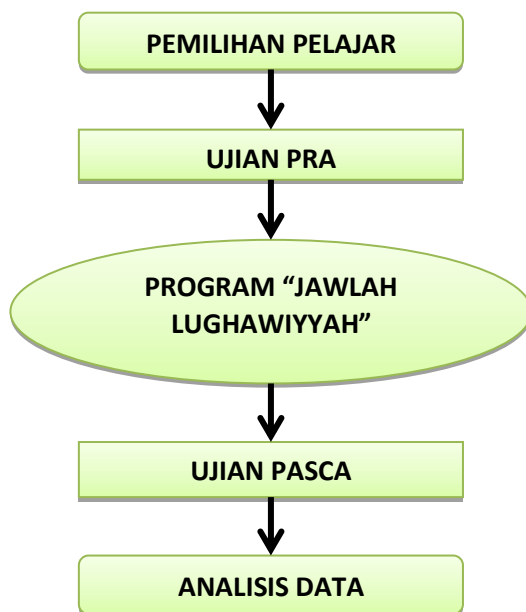 PEMILIHAN PELAJAR
UJIAN PRA
PROGRAM “JAWLAH
LUGHAWIYYAH”
UJIAN PASCA
ANALISIS DATA